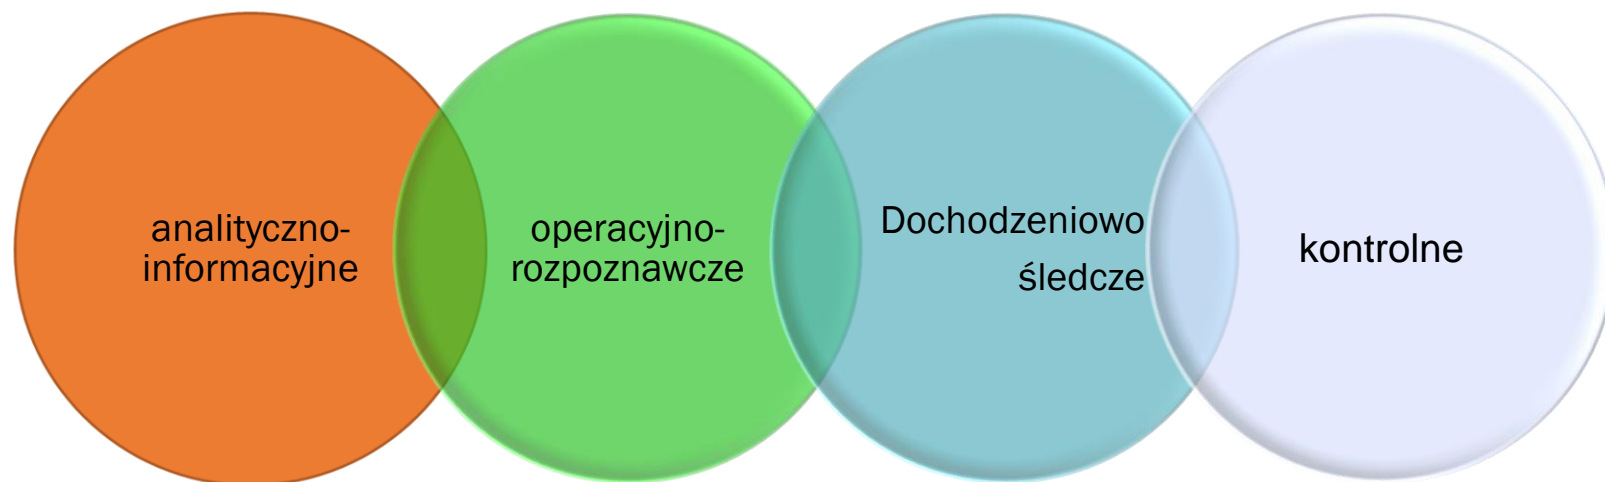 analityczno-
informacyjne
operacyjno-
rozpoznawcze
Dochodzeniowo
śledcze
kontrolne